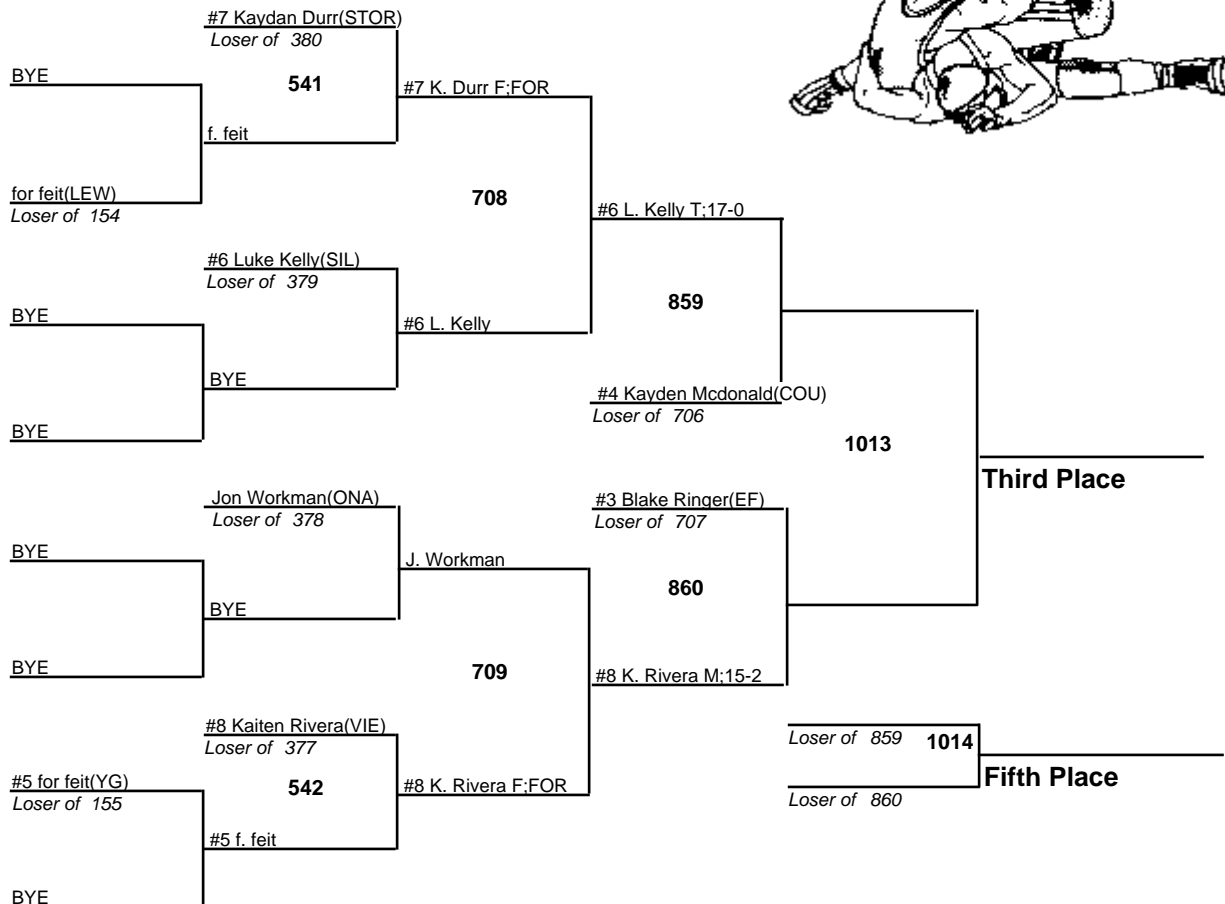 #7 Kaydan Durr(STOR)
Loser of 380
BYE
541
#7 K. Durr F;FOR
f. feit
for feit(LEW)
Loser of 154
708
#6 L. Kelly T;17-0
#6 Luke Kelly(SIL)
Loser of 379
859
BYE
#6 L. Kelly
BYE
#4 Kayden Mcdonald(COU)
Loser of 706
BYE
1013
Third Place
Jon Workman(ONA)
Loser of 378
#3 Blake Ringer(EF)
Loser of 707
BYE
J. Workman
860
BYE
BYE
709
#8 K. Rivera M;15-2
#8 Kaiten Rivera(VIE)
Loser of 377
Loser of 859
1014
#5 for feit(YG)
Loser of 155
542
#8 K. Rivera F;FOR
Fifth Place
Loser of 860
#5 f. feit
BYE